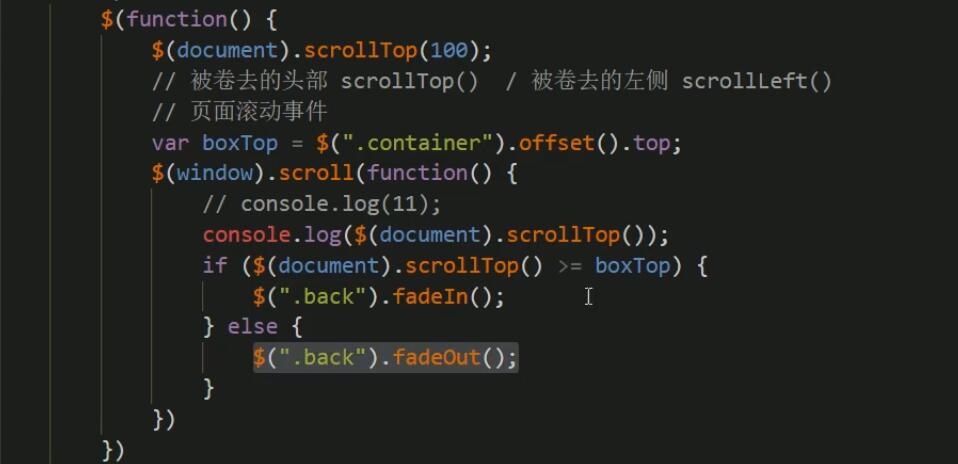 $(function() {
$(document).scrollTop(100);
// 被卷去的头部 scrollTop()  / 被卷去的左侧 scrollLeft()
// 页面滚动事件
var boxTop = $(".container").offset().top;
$(window).scroll(function() {
// console.log(11);
console.log($(document).scrollTop());
if ($(document).scrollTop() >= boxTop) {
$(".back").fadeIn();
} else {
$(".back").fadeOut();
}
})
})